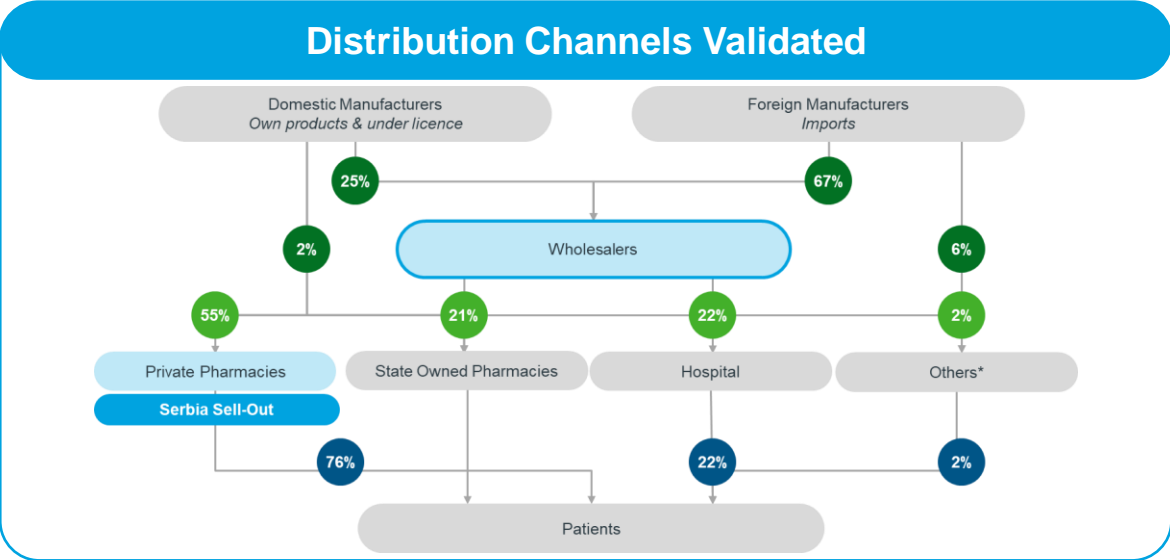 Distribution Channels Validated
Domestic Manufacturers
Own products & under licence
Foreign Manufacturers
Imports
25%
67%
2%
Wholesalers
6%
55%
21%
22%
2%
Private Pharmacies
State Owned Pharmacies
Hospital
Others*
Serbia Sell-Out
76%
22%
2%
Patients